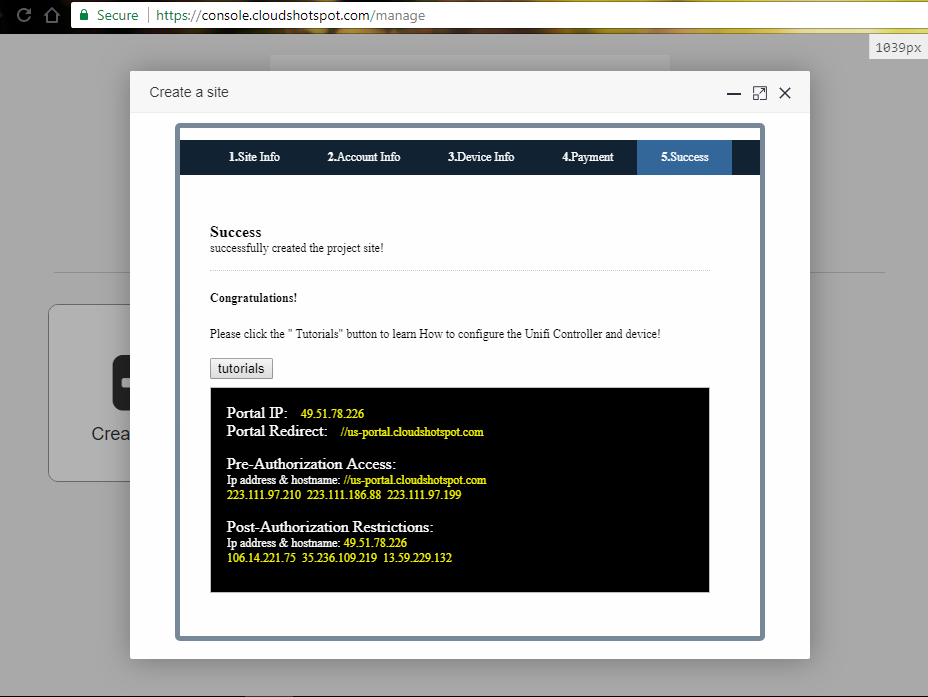 Secure https://console.cloudshotspot.com/manage
1039px
Create a site
1.Site Info 2.Account Info 3.Device Info 4.Payment 5.Success
Success
successfully created the project site!
Congratulations!
Please click the " Tutorials" button to learn How to configure the Unifi Controller and device!
tutorials
Portal IP: 49.51.78.226
Portal Redirect: //us-portal.cloudshotspot.com
Pre-Authorization Access:
Ip address & hostname: //us-portal.cloudshotspot.com
223.111.97.210 223.111.186.88 223.111.97.199
Post-Authorization Restrictions:
Ip address & hostname: 49.51.78.226
106.14.221.75 35.236.109.219 13.59.229.132
Crea